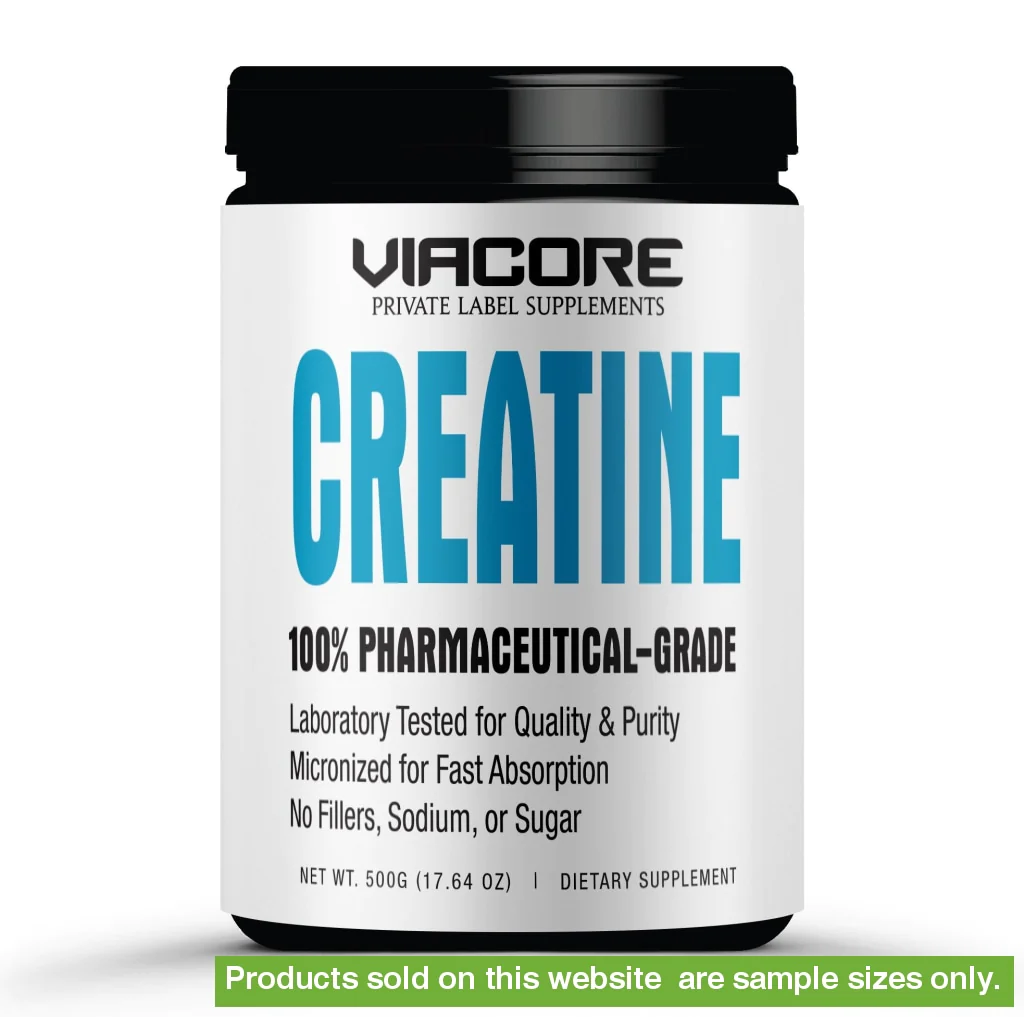 VIACORE
PRIVATE LABEL SUPPLEMENTS
CREATINE
100% PHARMACEUTICAL-GRADE
Laboratory Tested for Quality & Purity
Micronized for Fast Absorption
No Fillers, Sodium, or Sugar
NET WT. 500G (17.64 OZ) | DIETARY SUPPLEMENT
Products sold on this website are sample sizes only.